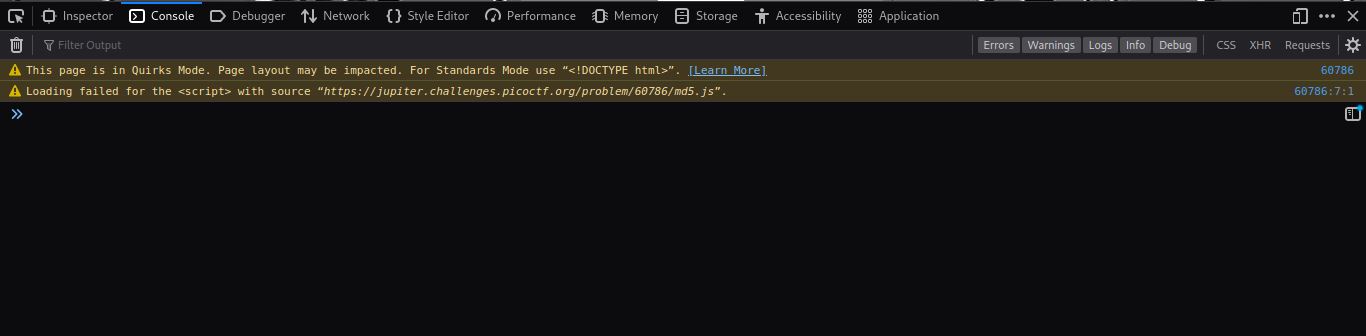 Inspector Console Debugger Network Style Editor Performance Memory Storage Accessibility Application
Filter Output Errors Warnings Logs Info Debug CSS XHR Requests
This page is in Quirks Mode. Page layout may be impacted. For Standards Mode use “<!DOCTYPE html>”. [Learn More] 60786
Loading failed for the <script> with source “https://jupiter.challenges.picoctf.org/problem/60786/md5.js”. 60786:7:1